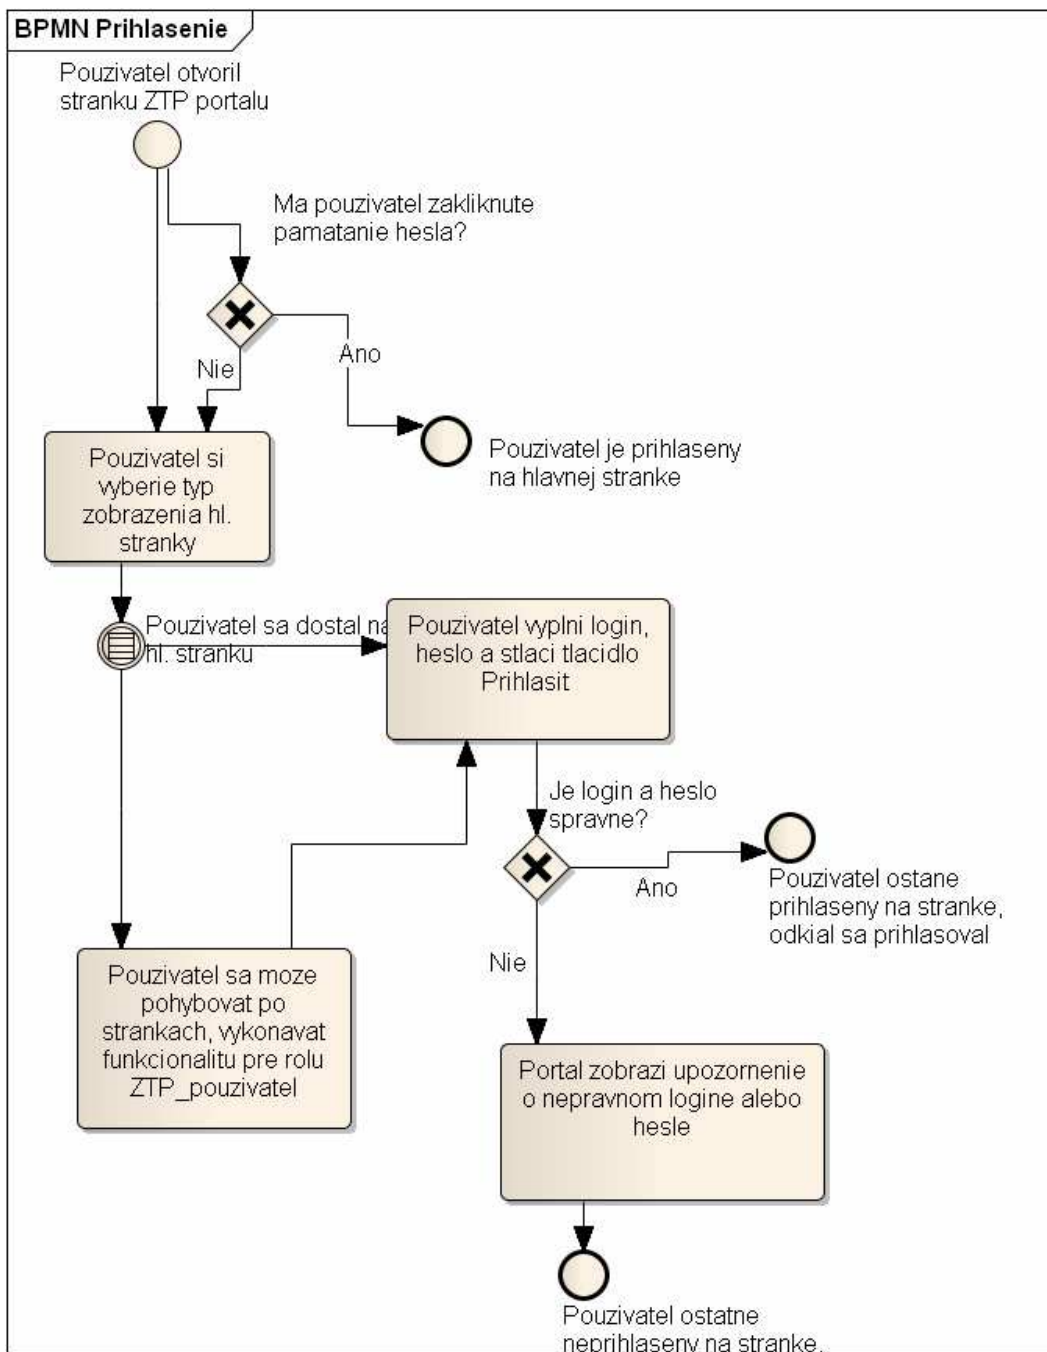 BPMN Prihlasenie
Pouzivatel otvoril
stranku ZTP portalu
Ma pouzivatel zakliknute
pamatanie hesla?
Nie
Ano
Pouzivatel si
vyberie typ
zobrazenia hl.
stranky
Pouzivatel je prihlaseny
na hlavnej stranke
Pouzivatel sa dostal na
hl. stranku
Pouzivatel vyplni login,
heslo a stlaci tlacidlo
Prihlasit
Je login a heslo
spravne?
Ano
Pouzivatel ostane
prihlaseny na stranke,
odkial sa prihlasoval
Nie
Pouzivatel sa moze
pohybovat po
strankach, vykonavat
funkcionalitu pre rolu
ZTP_pouzivatel
Portal zobrazi upozornenie
o nepravnom logine alebo
hesle
Pouzivatel ostatne
neprihlaseny na stranke,